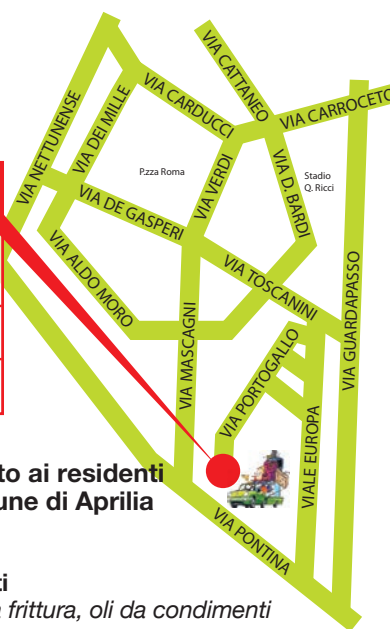 VIA CATTANEO
VIA CARDUCCI
VIA CARROCETO
VIA NETTUNENSE
VIA DEI MILLE
P.zza Roma
VIA VERDI
VIA D. BARDI
Stadio
Q. Ricci
VIA DE GASPERI
VIA ALDO MORO
VIA TOSCANINI
VIA GUARDAPASSO
VIA MASCAGNI
VIA PORTOGALLO
VIALE EUROPA
VIA PONTINA
to ai residenti
une di Aprilia
ti
a frittura, oli da condimenti